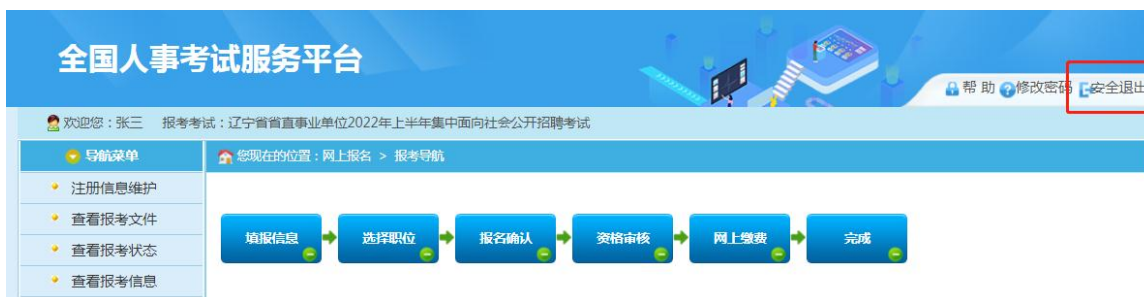 全国人事考试服务平台
帮 助 修改密码 安全退出
欢迎您：张三 报考考试：辽宁省省直事业单位2022年上半年集中面向社会公开招聘考试
导航菜单 您现在的位置：网上报名 > 报考导航
注册信息维护
查看报考文件
填报信息 选择职位 报名确认 资格审核 网上缴费 完成
查看报考状态
查看报考信息